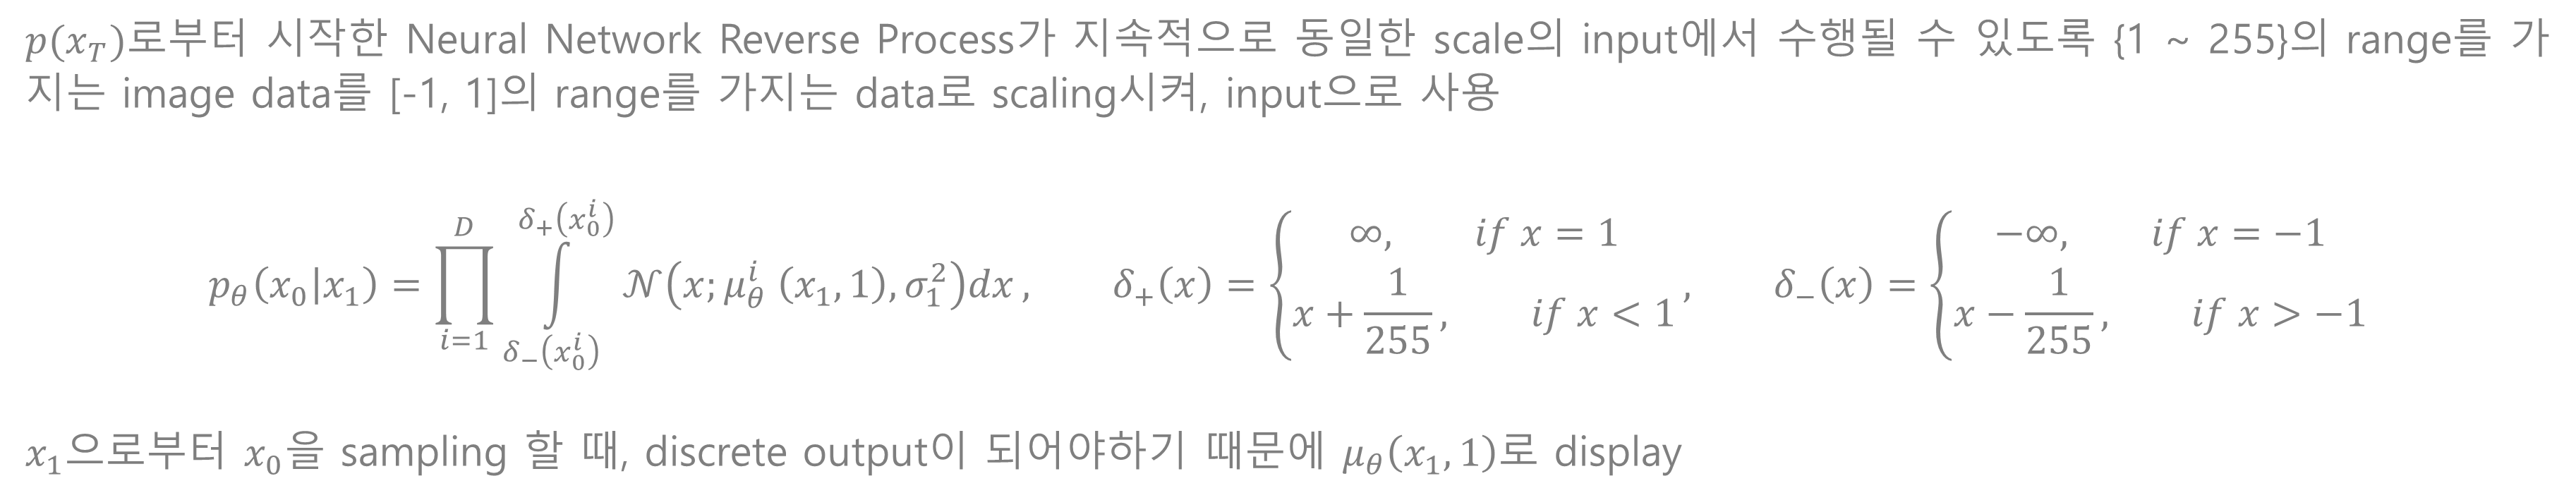 p(x_T)로부터 시작한 Neural Network Reverse Process가 지속적으로 동일한 scale의 input에서 수행될 수 있도록 {1 ~ 255}의 range를 가
지는 image data를 [-1, 1]의 range를 가지는 data로 scaling시켜, input으로 사용
p_θ(x_0|x_1) = ∏_{i=1}^{D} ∫_{δ_-(x_0^i)}^{δ_+(x_0^i)} 𝒩(x; μ_θ^i (x_1, 1), σ_1^2)dx , δ_+(x) = { ∞, if x = 1; x + 1/255, if x < 1 , δ_-(x) = { −∞, if x = −1; x − 1/255, if x > −1
x_1으로부터 x_0을 sampling 할 때, discrete output이 되어야하기 때문에 μ_θ(x_1, 1)로 display